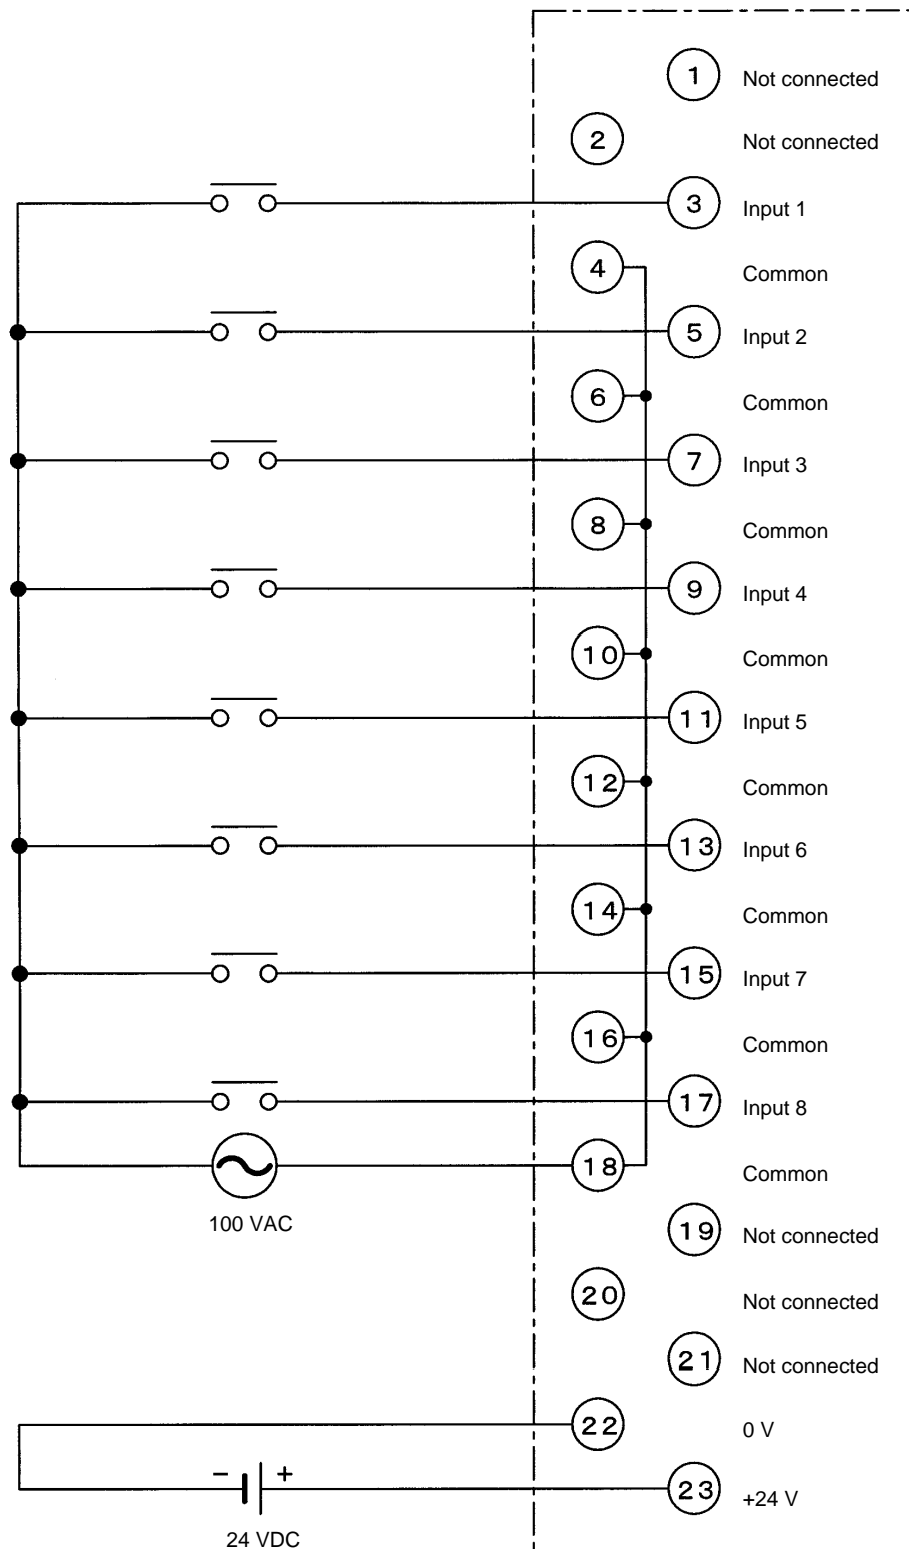 1 Not connected
2 Not connected
3 Input 1
4 Common
5 Input 2
6 Common
7 Input 3
8 Common
9 Input 4
10 Common
11 Input 5
12 Common
13 Input 6
14 Common
15 Input 7
16 Common
17 Input 8
18 Common
100 VAC
19 Not connected
20 Not connected
21 Not connected
22 0 V
- +
23 +24 V
24 VDC